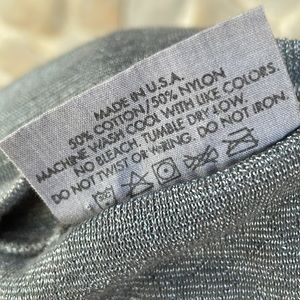 MADE IN U.S.A.
50% COTTON/50% NYLON
MACHINE WASH COOL WITH LIKE COLORS.
NO BLEACH. TUMBLE DRY LOW.
DO NOT TWIST OR WRING. DO NOT IRON.